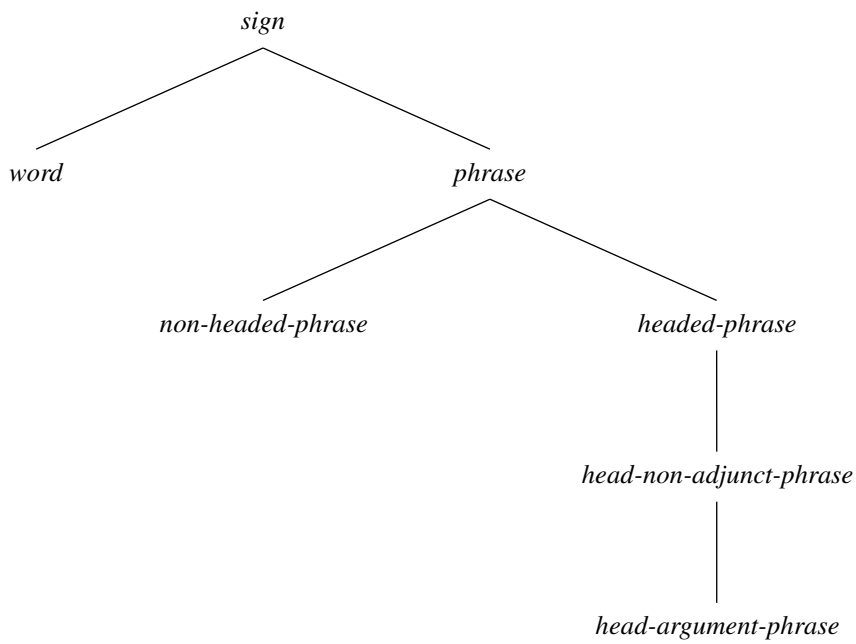 sign
word
phrase
non-headed-phrase
headed-phrase
head-non-adjunct-phrase
head-argument-phrase